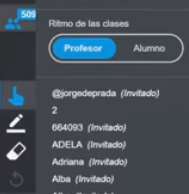 509
Ritmo de las clases
Profesor Alumno
@jorgedeprada (Invitado)
2
664093 (Invitado)
ADELA (Invitado)
Adriana (Invitado)
Alba (Invitado)